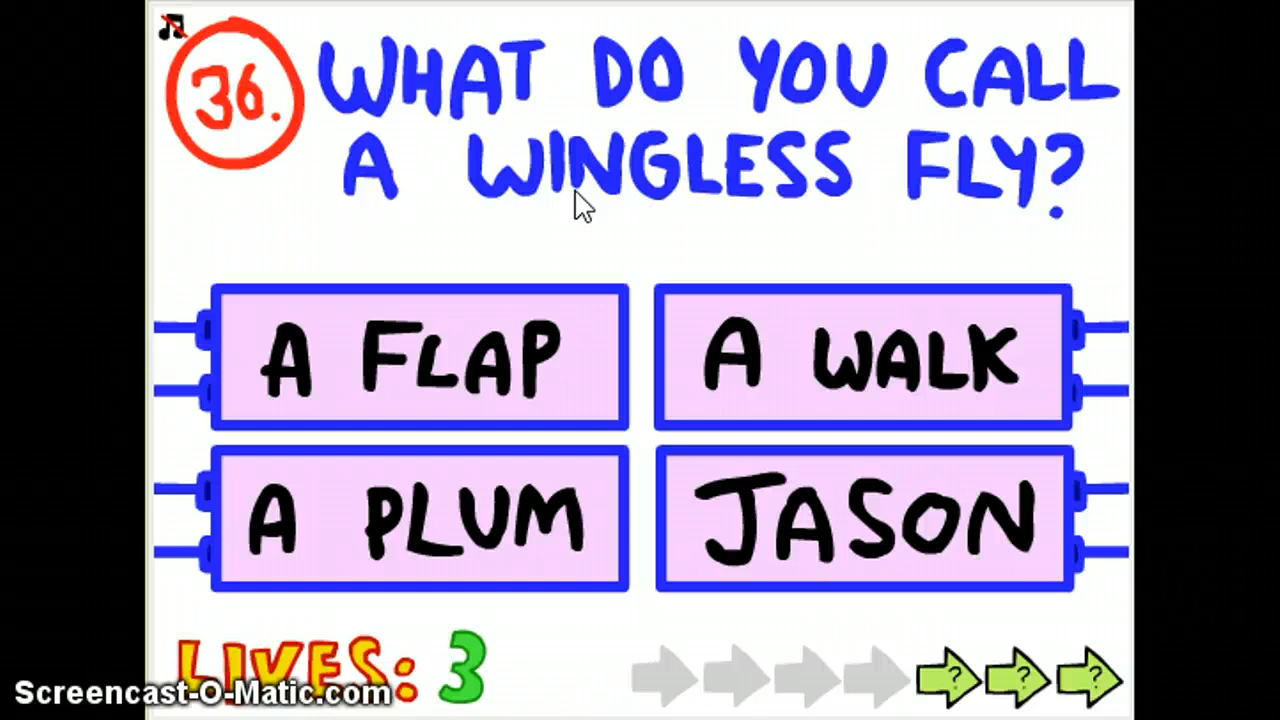 36.
WHAT DO YOU CALL
A WINGLESS FLY?
A FLAP
A WALK
A PLUM
JASON
LIVES: 3
? ? ?
Screencast-O-Matic.com